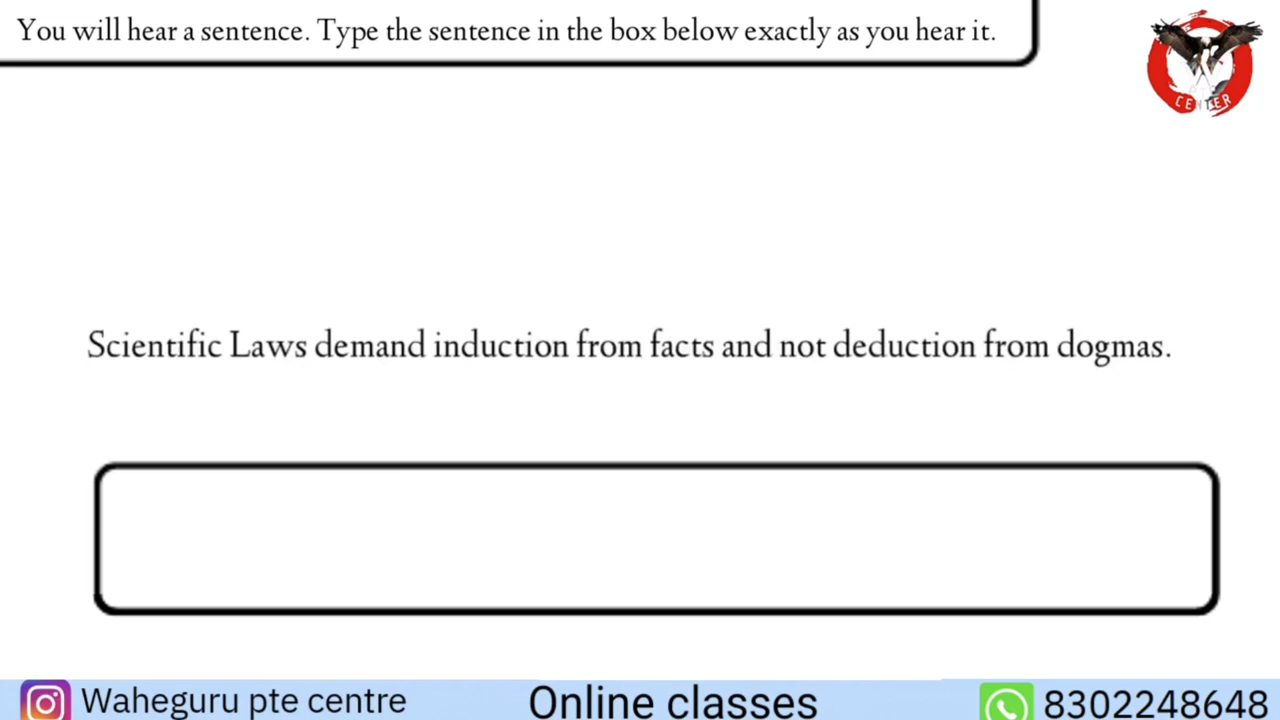 You will hear a sentence. Type the sentence in the box below exactly as you hear it.
CENTER
Scientific Laws demand induction from facts and not deduction from dogmas.
Waheguru pte centre
Online classes
8302248648